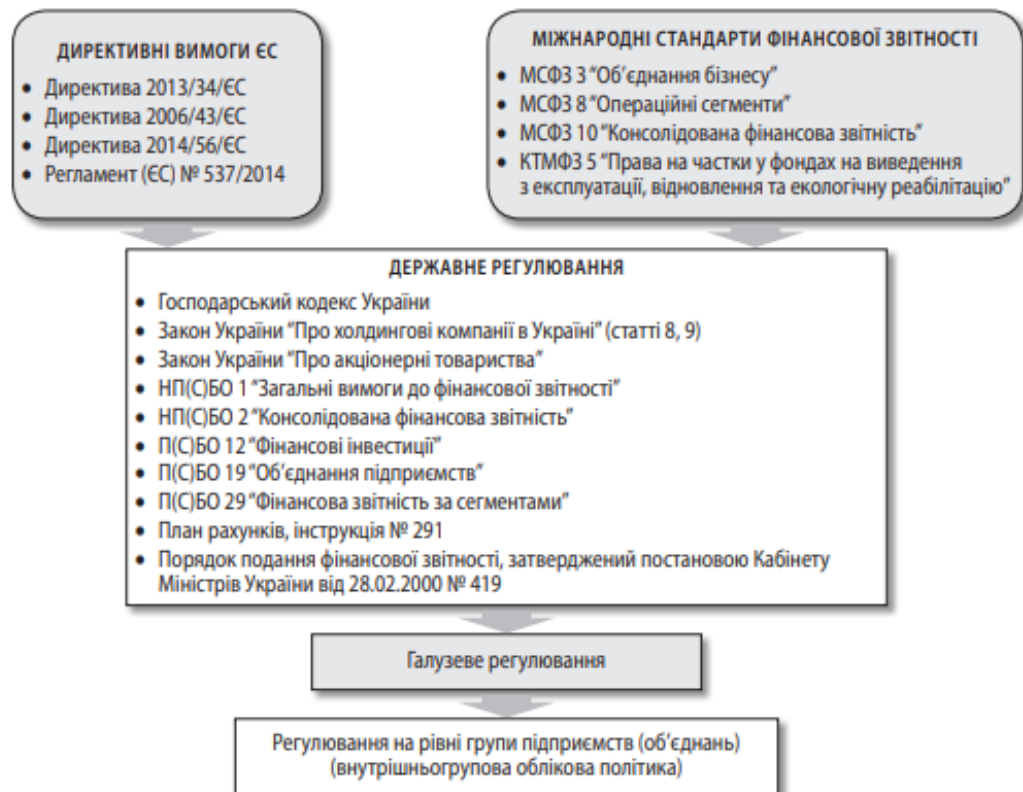 ДИРЕКТИВНІ ВИМОГИ ЄС
• Директива 2013/34/ЄС
• Директива 2006/43/ЄС
• Директива 2014/56/ЄС
• Регламент (ЄС) № 537/2014
МІЖНАРОДНІ СТАНДАРТИ ФІНАНСОВОЇ ЗВІТНОСТІ
• МСФЗ 3 “Об’єднання бізнесу”
• МСФЗ 8 “Операційні сегменти”
• МСФЗ 10 “Консолідована фінансова звітність”
• КТМФЗ 5 “Права на частки у фондах на виведення
з експлуатації, відновлення та екологічну реабілітацію”
ДЕРЖАВНЕ РЕГУЛЮВАННЯ
• Господарський кодекс України
• Закон України “Про холдингові компанії в Україні” (статті 8, 9)
• Закон України “Про акціонерні товариства”
• НП(С)БО 1 “Загальні вимоги до фінансової звітності”
• НП(С)БО 2 “Консолідована фінансова звітність”
• П(С)БО 12 “Фінансові інвестиції”
• П(С)БО 19 “Об’єднання підприємств”
• П(С)БО 29 “Фінансова звітність за сегментами”
• План рахунків, інструкція № 291
• Порядок подання фінансової звітності, затверджений постановою Кабінету
Міністрів України від 28.02.2000 № 419
Галузеве регулювання
Регулювання на рівні групи підприємств (об’єднань)
(внутрішньогрупова облікова політика)